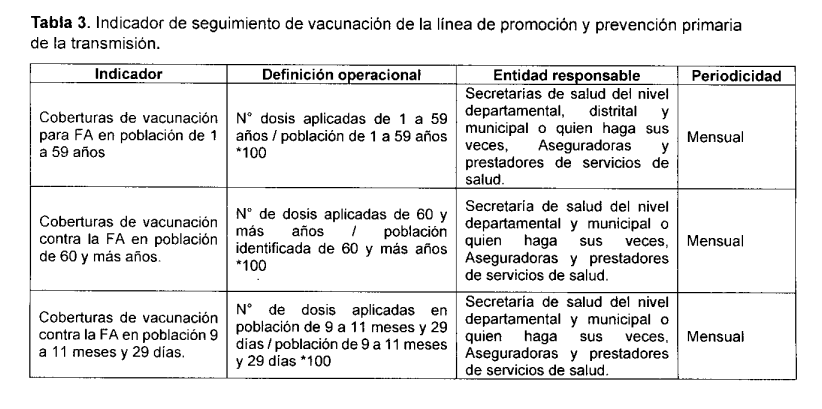 Tabla 3. Indicador de seguimiento de vacunación de la línea de promoción y prevención primaria
de la transmisión.
Indicador
Definición operacional
Entidad responsable
Periodicidad
Coberturas de vacunación
para FA en población de 1
a 59 años
N° dosis aplicadas de 1 a 59
años / población de 1 a 59 años
*100
Secretarias de salud del nivel
departamental, distrital y
municipal o quien haga sus
veces, Aseguradoras y
prestadores de servicios de
salud.
Mensual
Coberturas de vacunación
contra la FA en población
de 60 y más años.
N° de dosis aplicadas de 60 y
más años / población
identificada de 60 y más años
*100
Secretaría de salud del nivel
departamental y municipal o
quien haga sus veces,
Aseguradoras y prestadores
de servicios de salud.
Mensual
Coberturas de vacunación
contra la FA en población 9
a 11 meses y 29 días.
N° de dosis aplicadas en
población de 9 a 11 meses y 29
días / población de 9 a 11 meses
y 29 días *100
Secretaría de salud del nivel
departamental y municipal o
quien haga sus veces,
Aseguradoras y prestadores
de servicios de salud.
Mensual